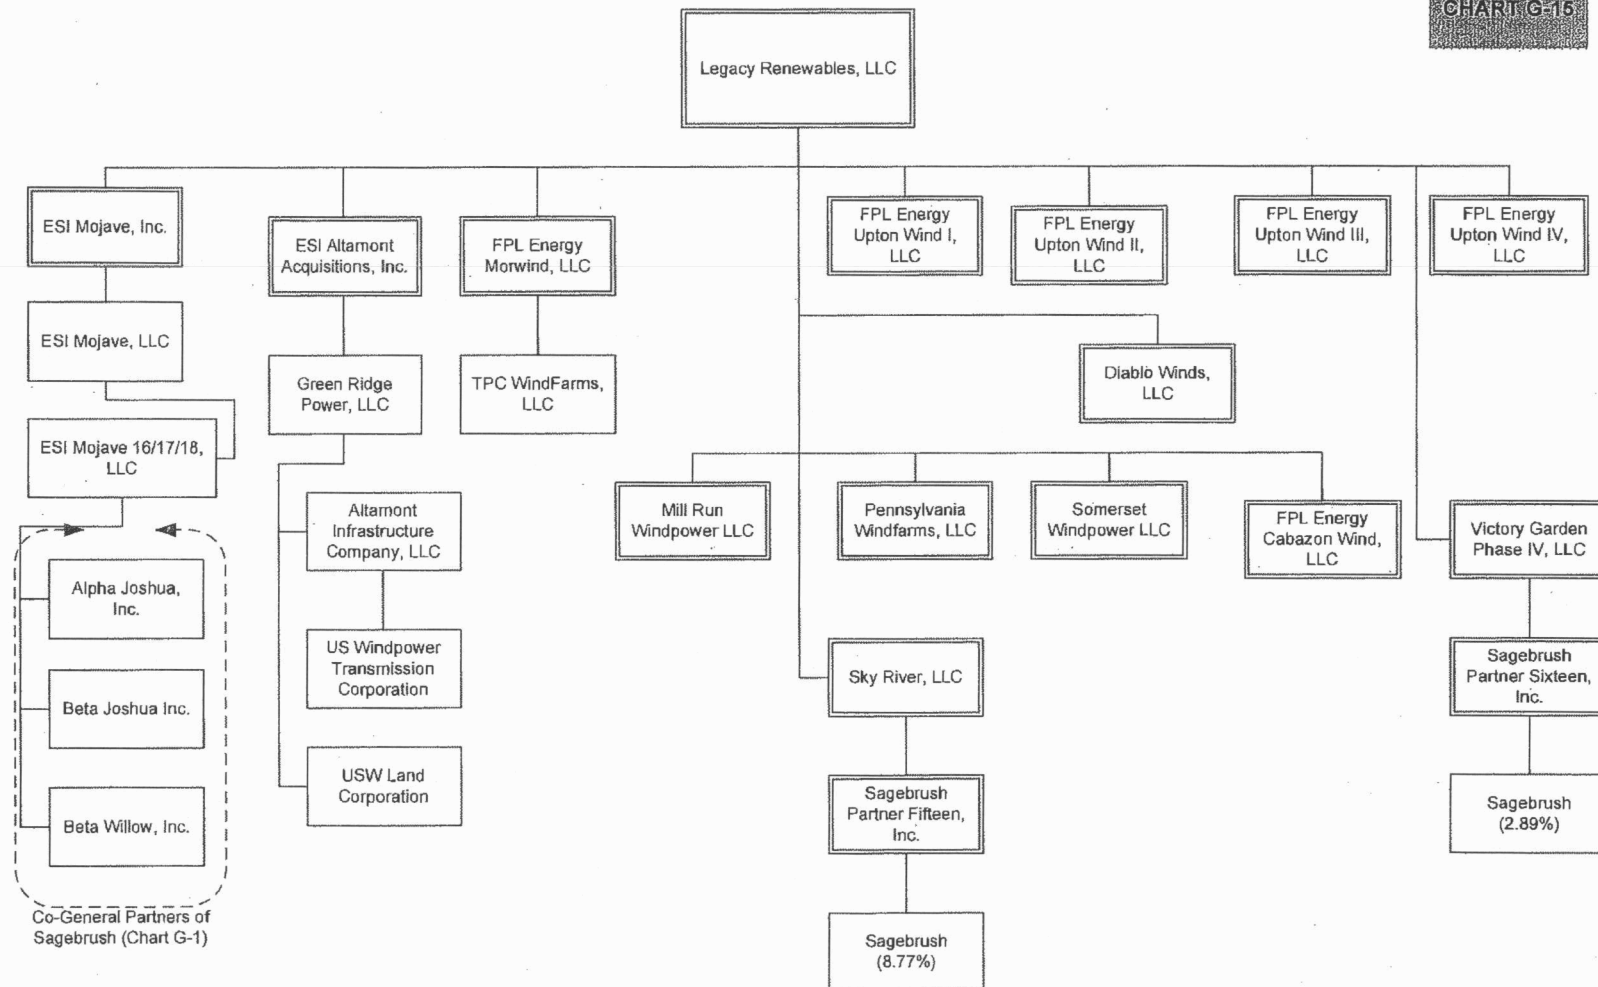 CHART G-15
Legacy Renewables, LLC
ESI Mojave, Inc.
ESI Altamont
Acquisitions, Inc.
FPL Energy
Morwind, LLC
FPL Energy
Upton Wind I,
LLC
FPL Energy
Upton Wind II,
LLC
FPL Energy
Upton Wind III,
LLC
FPL Energy
Upton Wind IV,
LLC
ESI Mojave, LLC
Green Ridge
Power, LLC
TPC WindFarms,
LLC
Diablo Winds,
LLC
ESI Mojave 16/17/18,
LLC
Altamont
Infrastructure
Company, LLC
Mill Run
Windpower LLC
Pennsylvania
Windfarms, LLC
Somerset
Windpower LLC
FPL Energy
Cabazon Wind,
LLC
Victory Garden
Phase IV, LLC
Alpha Joshua,
Inc.
US Windpower
Transmission
Corporation
Sky River, LLC
Sagebrush
Partner Sixteen,
Inc.
Beta Joshua Inc.
USW Land
Corporation
Sagebrush
Partner Fifteen,
Inc.
Sagebrush
(2.89%)
Beta Willow, Inc.
Co-General Partners of
Sagebrush (Chart G-1)
Sagebrush
(8.77%)